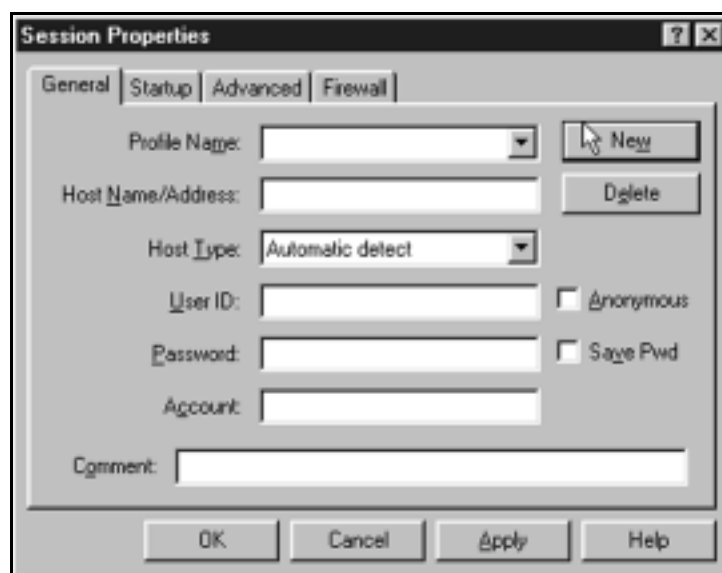 Session Properties
General Startup Advanced Firewall
Profile Name: New
Host Name/Address: Delete
Host Type: Automatic detect
User ID: Anonymous
Password: Save Pwd
Account:
Comment:
OK Cancel Apply Help